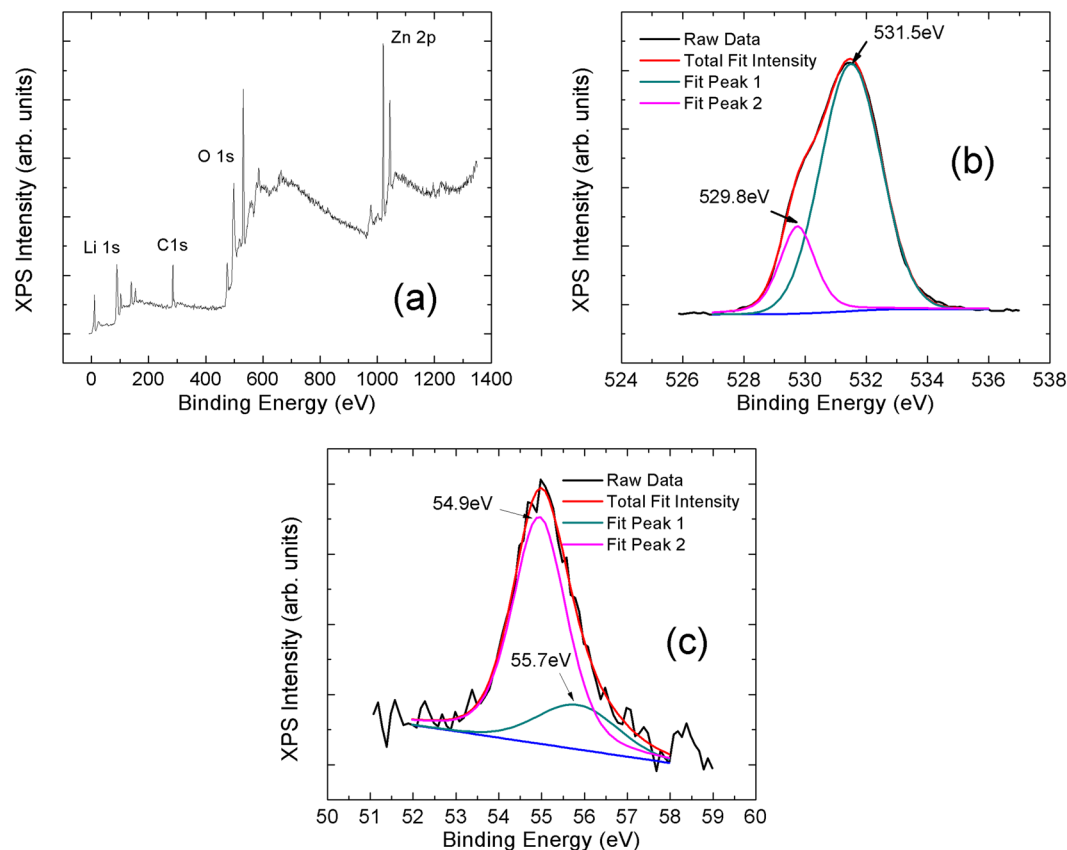 XPS Intensity (arb. units)
Zn 2p
O 1s
Li 1s
C1s
(a)
0 200 400 600 800 1000 1200 1400
Binding Energy (eV)
XPS Intensity (arb. units)
Raw Data
Total Fit Intensity
Fit Peak 1
Fit Peak 2
531.5eV
529.8eV
(b)
524 526 528 530 532 534 536 538
Binding Energy (eV)
XPS Intensity (arb. units)
Raw Data
Total Fit Intensity
Fit Peak 1
Fit Peak 2
54.9eV
55.7eV
(c)
50 51 52 53 54 55 56 57 58 59 60
Binding Energy (eV)